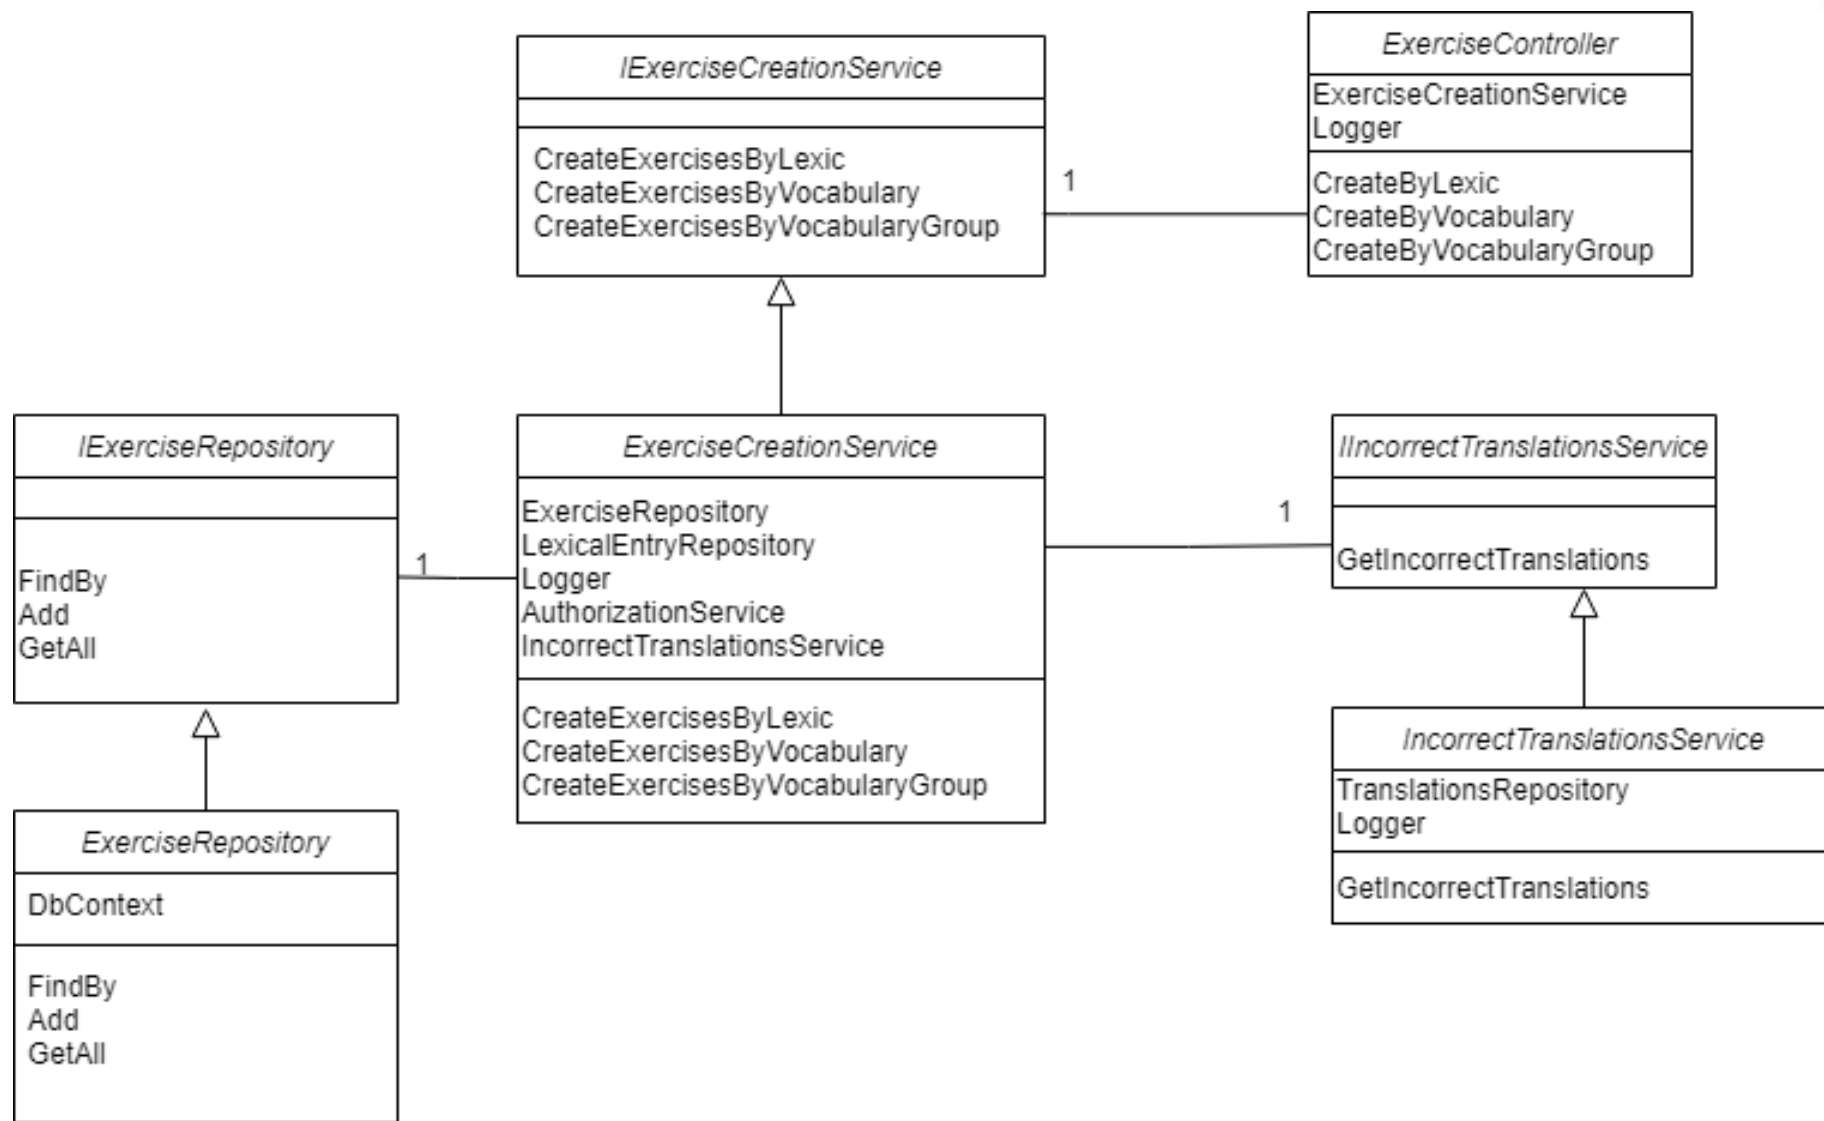 IExerciseCreationService
CreateExercisesByLexic
CreateExercisesByVocabulary
CreateExercisesByVocabularyGroup
1
ExerciseController
ExerciseCreationService
Logger
CreateByLexic
CreateByVocabulary
CreateByVocabularyGroup
IExerciseRepository
FindBy
Add
GetAll
1
ExerciseCreationService
ExerciseRepository
LexicalEntryRepository
Logger
AuthorizationService
IncorrectTranslationsService
CreateExercisesByLexic
CreateExercisesByVocabulary
CreateExercisesByVocabularyGroup
1
IIncorrectTranslationsService
GetIncorrectTranslations
IncorrectTranslationsService
TranslationsRepository
Logger
GetIncorrectTranslations
ExerciseRepository
DbContext
FindBy
Add
GetAll